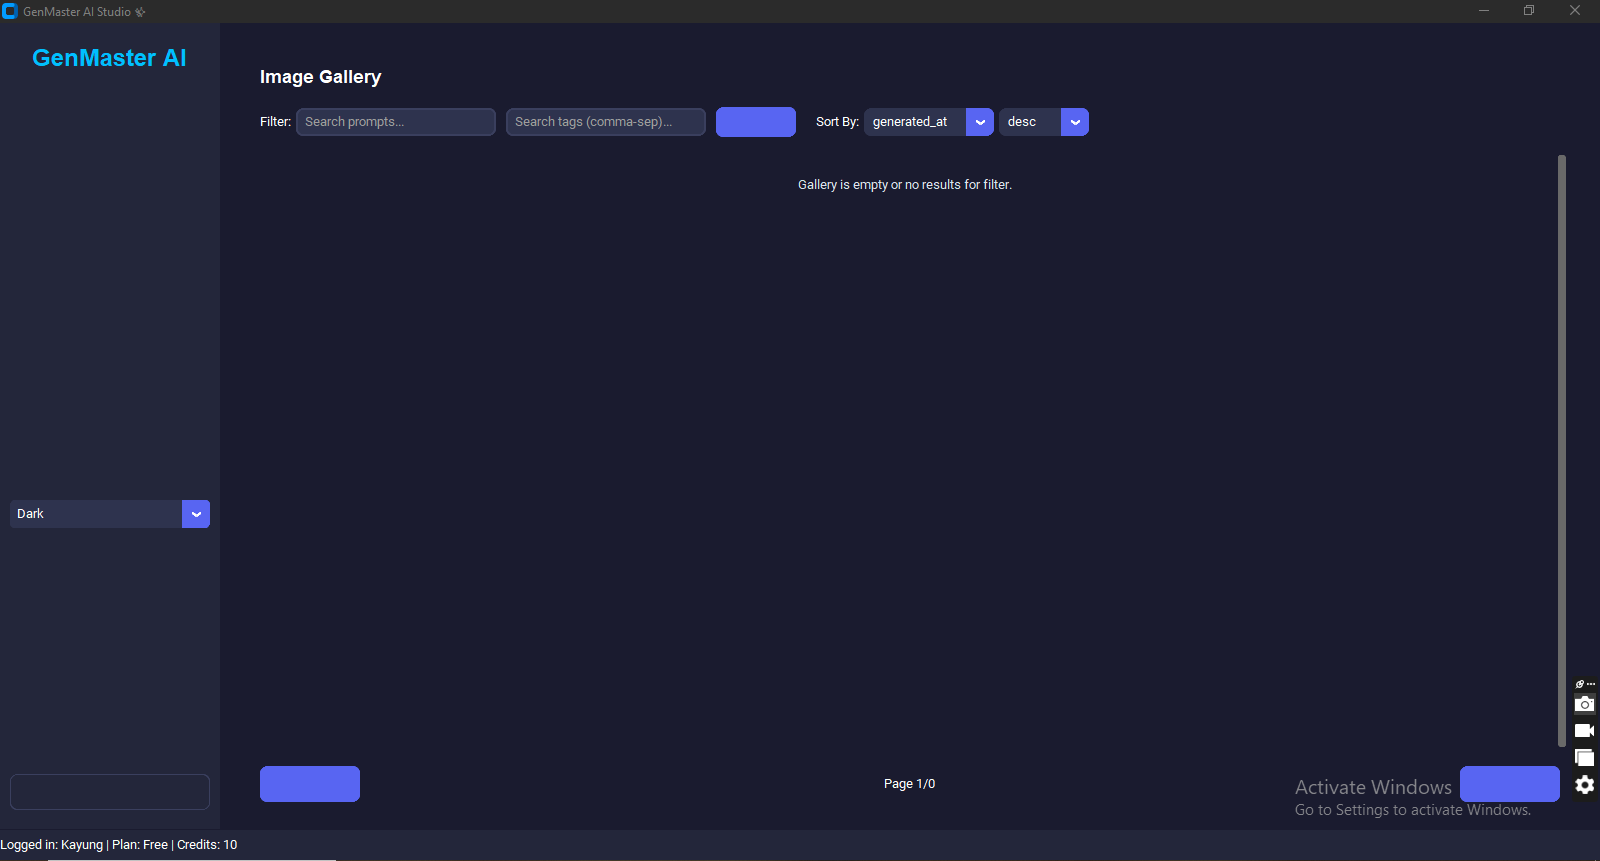 GenMaster AI Studio
GenMaster AI
Image Gallery
Filter: Search prompts... Search tags (comma-sep)... Sort By: generated_at desc
Gallery is empty or no results for filter.
Dark
Page 1/0
Activate Windows
Go to Settings to activate Windows.
Logged in: Kayung | Plan: Free | Credits: 10